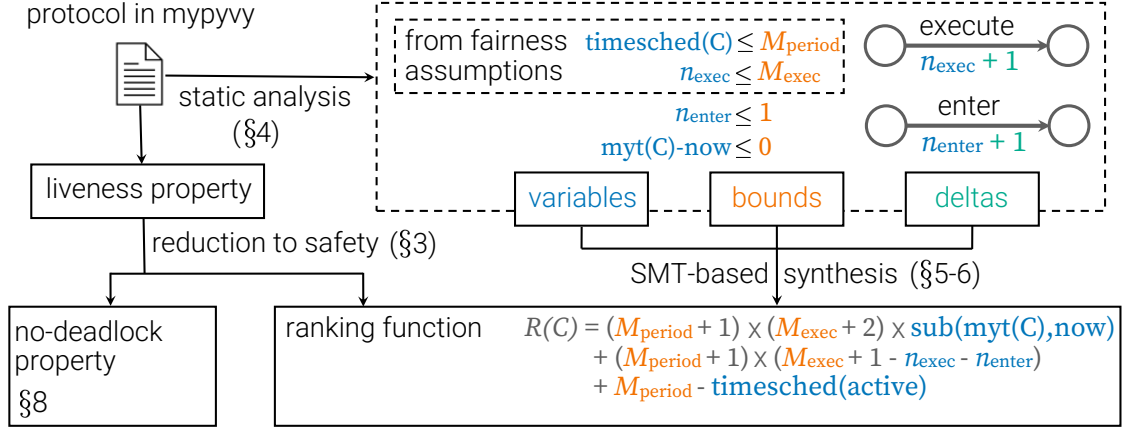 protocol in mypyvy
static analysis
(§4)
from fairness
assumptions
timesched(C) ≤ M_period
n_exec ≤ M_exec
n_enter ≤ 1
myt(C)-now ≤ 0
execute
n_exec + 1
enter
n_enter + 1
variables
bounds
deltas
liveness property
reduction to safety (§3)
SMT-based synthesis (§5-6)
no-deadlock
property
§8
ranking function
R(C) = (M_period + 1) x (M_exec + 2) x sub(myt(C),now)
+ (M_period + 1) x (M_exec + 1 - n_exec - n_enter)
+ M_period - timesched(active)